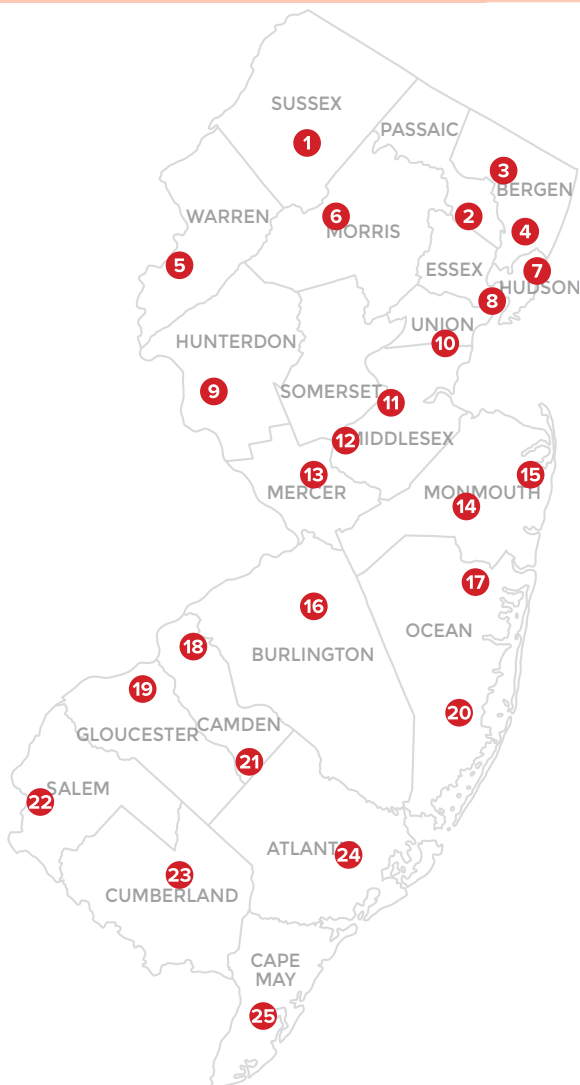 SUSSEX
1
PASSAIC
3
BERGEN
WARREN
6
MORRIS
2
4
5
ESSEX
7
HUDSON
8
UNION
10
HUNTERDON
9
SOMERSET
11
12
MIDDLESEX
13
MERCER
15
MONMOUTH
14
17
16
OCEAN
18
BURLINGTON
19
CAMDEN
GLOUCESTER
20
21
SALEM
22
ATLANT
24
23
CUMBERLAND
CAPE
MAY
25